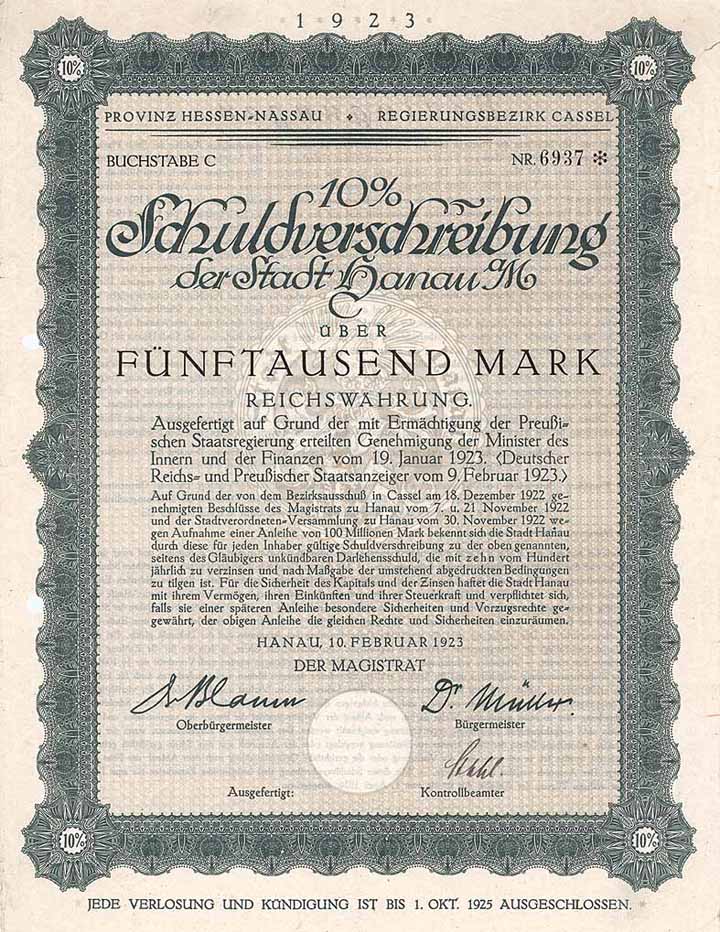 1923
10% 10%
PROVINZ HESSEN-NASSAU ♦ REGIERUNGSBEZIRK CASSEL
BUCHSTABE C NR. 6937 ✻
10%
Schuldverschreibung
der Stadt Hanau a/M
ÜBER
FÜNFTAUSEND MARK
REICHSWÄHRUNG.
Ausgefertigt auf Grund der mit Ermächtigung der Preußi-
schen Staatsregierung erteilten Genehmigung der Minister des
Innern und der Finanzen vom 19. Januar 1923. (Deutscher
Reichs- und Preußischer Staatsanzeiger vom 9. Februar 1923.)
Auf Grund der von dem Bezirksausschuß in Cassel am 18. Dezember 1922 ge-
nehmigten Beschlüsse des Magistrats zu Hanau vom 7. u. 21 November 1922
und der Stadtverordneten-Versammlung zu Hanau vom 30. November 1922 we-
gen Aufnahme einer Anleihe von 100 Millionen Mark bekennt sich die Stadt Hanau
durch diese für jeden Inhaber gültige Schuldverschreibung zu der oben genannten,
seitens des Gläubigers unkündbaren Darlehensschuld, die mit zehn vom Hundert
jährlich zu verzinsen und nach Maßgabe der umstehend abgedruckten Bedingungen
zu tilgen ist. Für die Sicherheit des Kapitals und der Zinsen haftet die Stadt Hanau
mit ihrem Vermögen, ihren Einkünften und ihrer Steuerkraft und verpflichtet sich,
falls sie einer späteren Anleihe besondere Sicherheiten und Vorzugsrechte ge-
gewährt, der obigen Anleihe die gleichen Rechte und Sicherheiten einzuräumen.
HANAU, 10. FEBRUAR 1923
DER MAGISTRAT
Dr. Müller.
Oberbürgermeister Bürgermeister
Stahl.
Ausgefertigt: Kontrollbeamter
10% 10%
JEDE VERLOSUNG UND KÜNDIGUNG IST BIS 1. OKT. 1925 AUSGESCHLOSSEN.